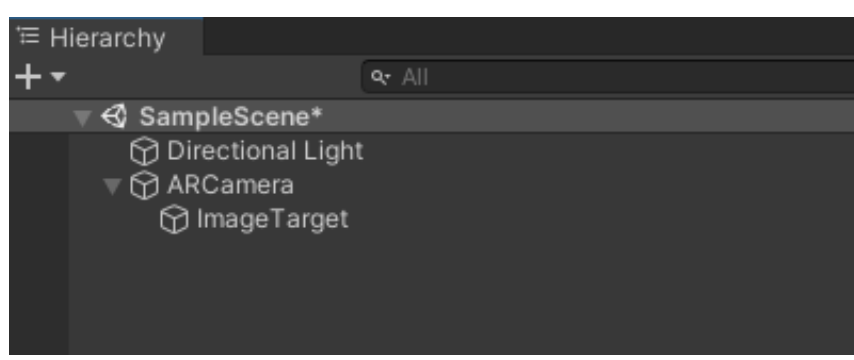 Hierarchy
All
SampleScene*
Directional Light
ARCamera
ImageTarget